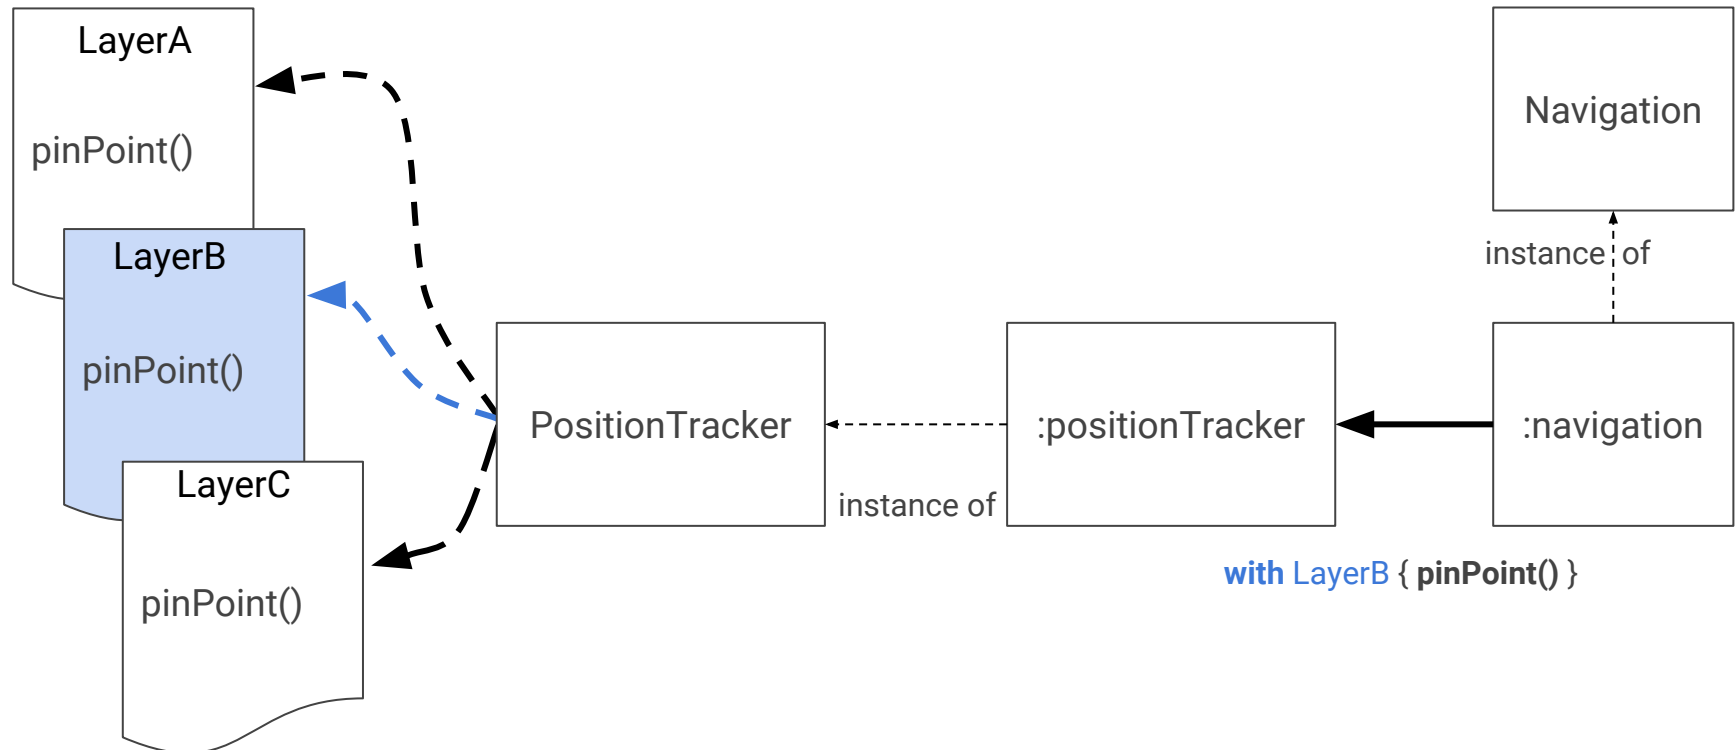 LayerA
pinPoint()
LayerB
pinPoint()
LayerC
pinPoint()
PositionTracker
instance of
:positionTracker
with LayerB { pinPoint() }
Navigation
instance of
:navigation